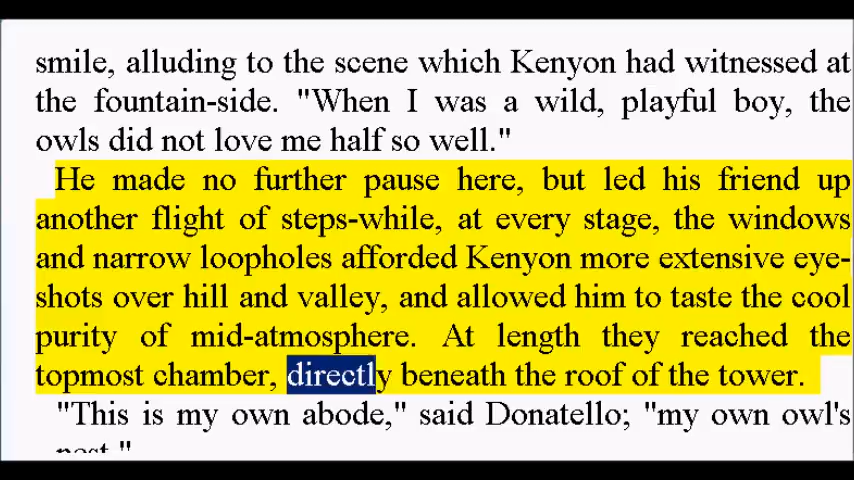 smile, alluding to the scene which Kenyon had witnessed at
the fountain-side. "When I was a wild, playful boy, the
owls did not love me half so well."
He made no further pause here, but led his friend up
another flight of steps-while, at every stage, the windows
and narrow loopholes afforded Kenyon more extensive eye-
shots over hill and valley, and allowed him to taste the cool
purity of mid-atmosphere. At length they reached the
topmost chamber, directly beneath the roof of the tower.
"This is my own abode," said Donatello; "my own owl's
nest."